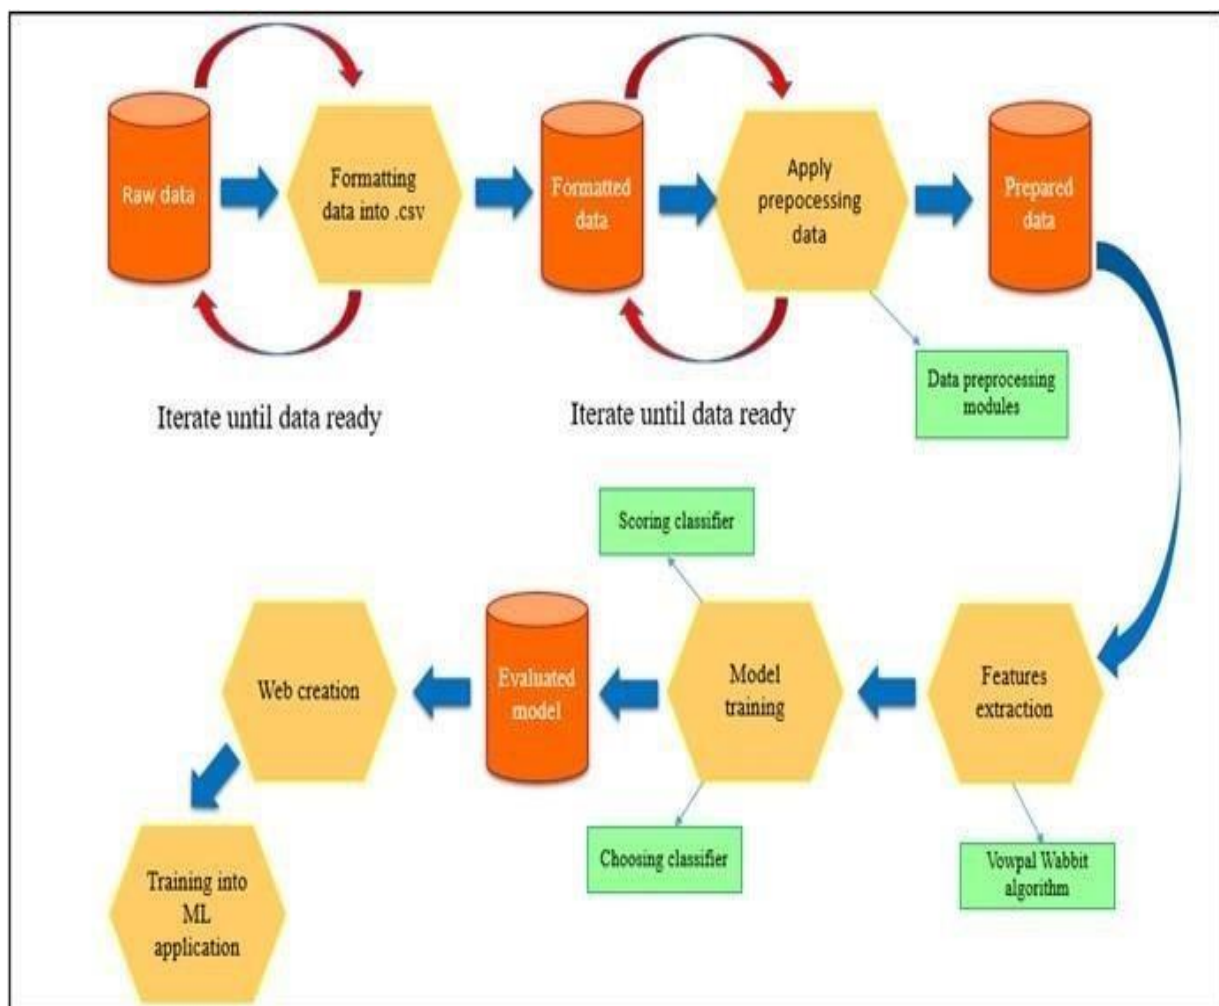 Raw data
Formatting
data into .csv
Formatted
data
Apply
prepocessing
data
Prepared
data
Data preprocessing
modules
Iterate until data ready
Iterate until data ready
Scoring classifier
Web creation
Evaluated
model
Model
training
Features
extraction
Choosing classifier
Vowpal Wabbit
algorithm
Training into
ML
application